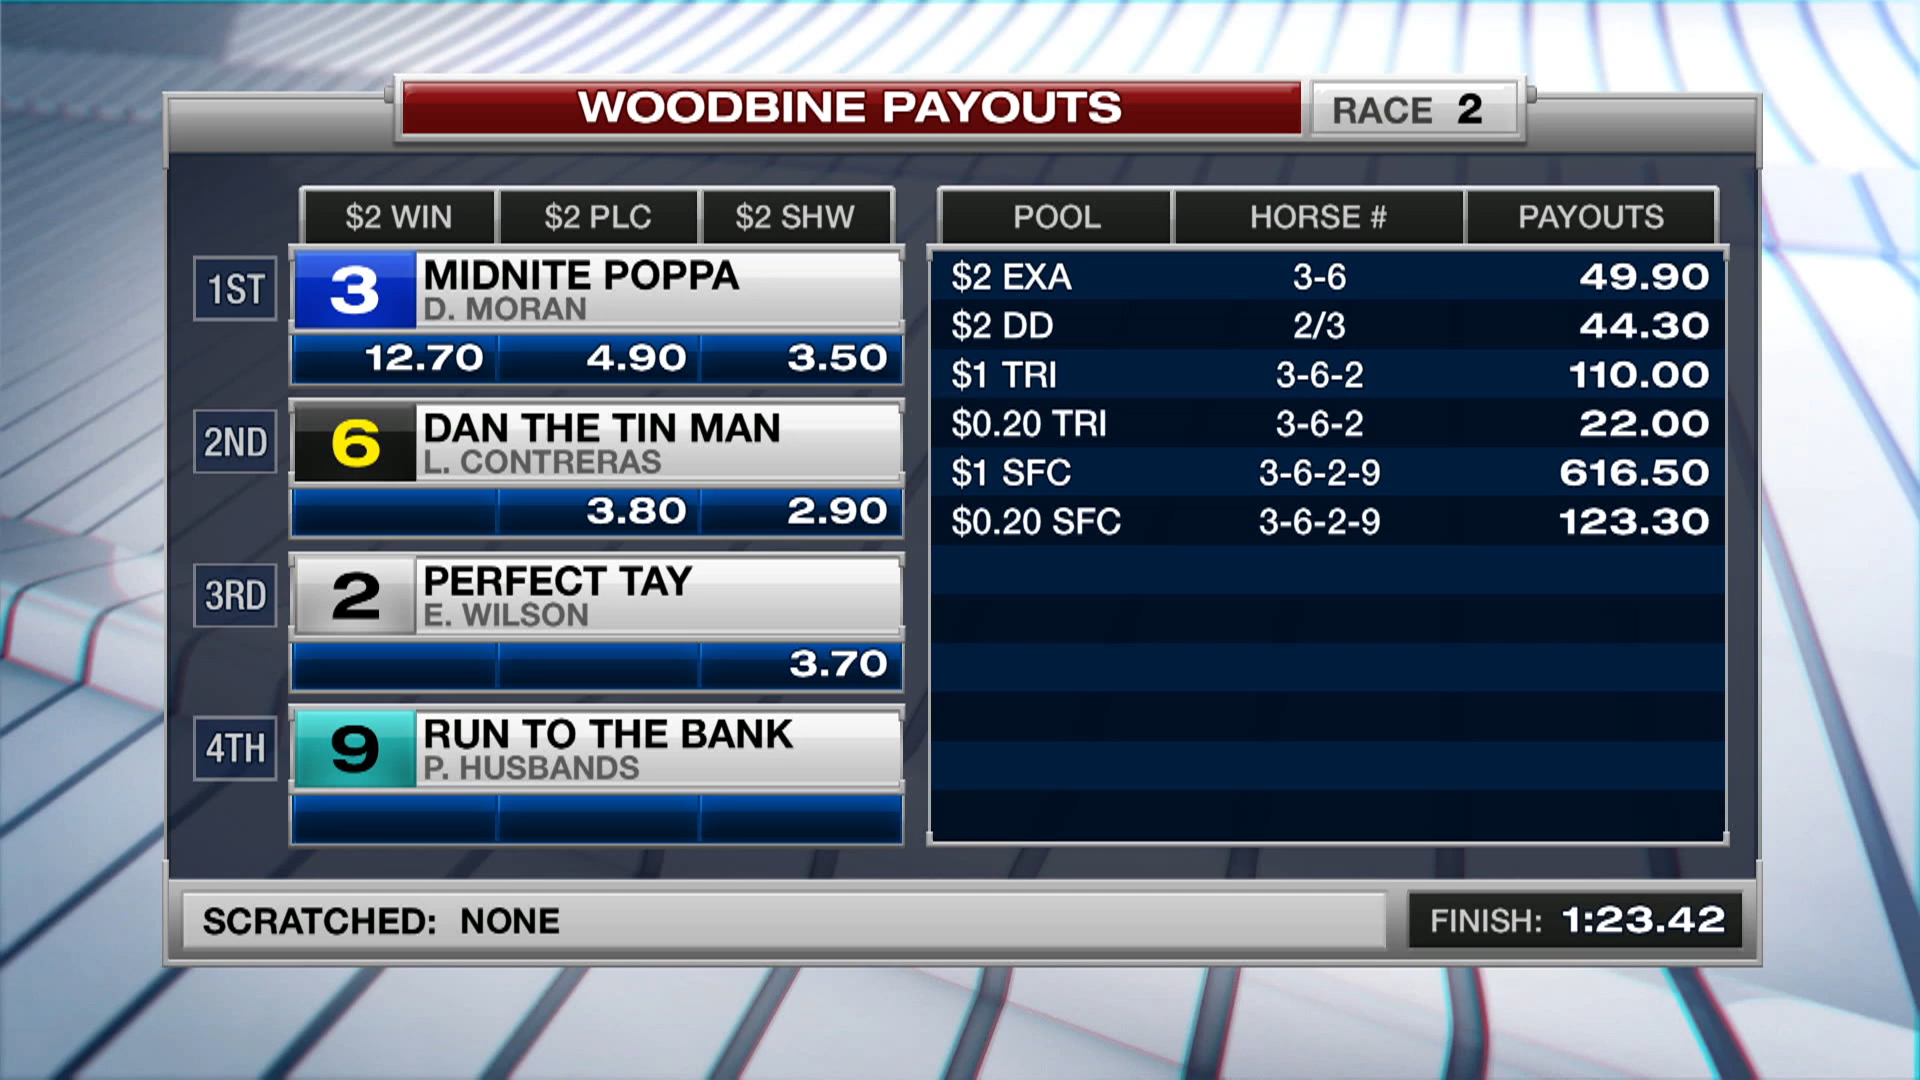 WOODBINE PAYOUTS
RACE 2
$2 WIN $2 PLC $2 SHW
1ST 3 MIDNITE POPPA
D. MORAN
12.70 4.90 3.50
2ND 6 DAN THE TIN MAN
L. CONTRERAS
3.80 2.90
3RD 2 PERFECT TAY
E. WILSON
3.70
4TH 9 RUN TO THE BANK
P. HUSBANDS
POOL HORSE # PAYOUTS
$2 EXA 3-6 49.90
$2 DD 2/3 44.30
$1 TRI 3-6-2 110.00
$0.20 TRI 3-6-2 22.00
$1 SFC 3-6-2-9 616.50
$0.20 SFC 3-6-2-9 123.30
SCRATCHED: NONE
FINISH: 1:23.42